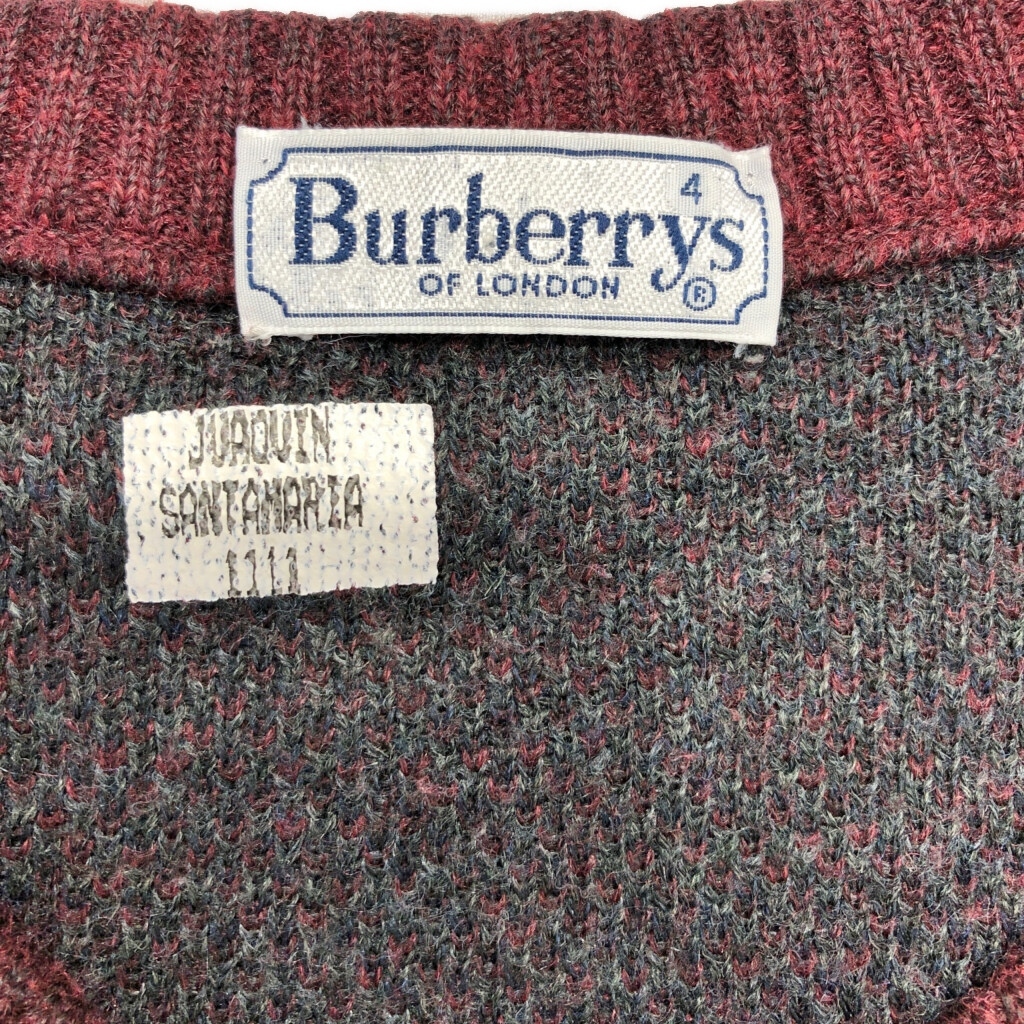 4
Burberrys
OF LONDON ®
JUAQUIN
SANTAMARIA
1111